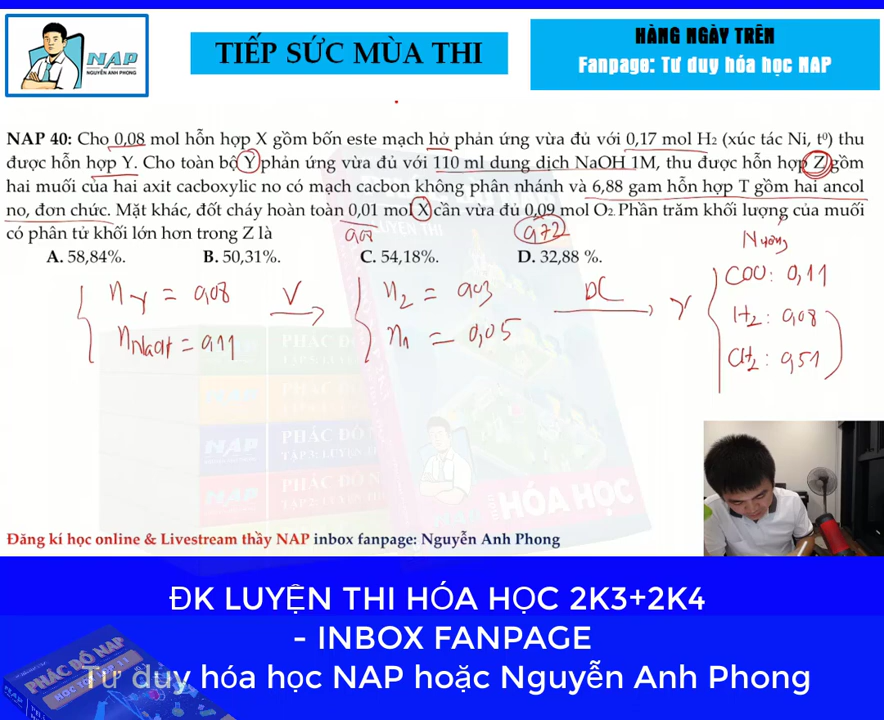 NAP
NGUYỄN ANH PHONG
TIẾP SỨC MÙA THI
HÀNG NGÀY TRÊN
Fanpage: Tư duy hóa học NAP
NAP 40: Cho 0,08 mol hỗn hợp X gồm bốn este mạch hở phản ứng vừa đủ với 0,17 mol H₂ (xúc tác Ni, t⁰) thu
được hỗn hợp Y. Cho toàn bộ Y phản ứng vừa đủ với 110 ml dung dịch NaOH 1M, thu được hỗn hợp Z gồm
hai muối của hai axit cacboxylic no có mạch cacbon không phân nhánh và 6,88 gam hỗn hợp T gồm hai ancol
no, đơn chức. Mặt khác, đốt cháy hoàn toàn 0,01 mol X cần vừa đủ 0,09 mol O₂. Phần trăm khối lượng của muối
có phân tử khối lớn hơn trong Z là
0,08
0,72
Nướng
A. 58,84%. B. 50,31%. C. 54,18%. D. 32,88 %.
nY = 0,08
nNaOH = 0,11
V
n2 = 0,03
n1 = 0,05
DC
Y
COO: 0,11
H₂: 0,08
CH₂: 0,51
HÓA HỌC
Đăng kí học online & Livestream thầy NAP inbox fanpage: Nguyễn Anh Phong
ĐK LUYỆN THI HÓA HỌC 2K3+2K4
- INBOX FANPAGE
Tư duy hóa học NAP hoặc Nguyễn Anh Phong
PHÁC ĐỒ NAP